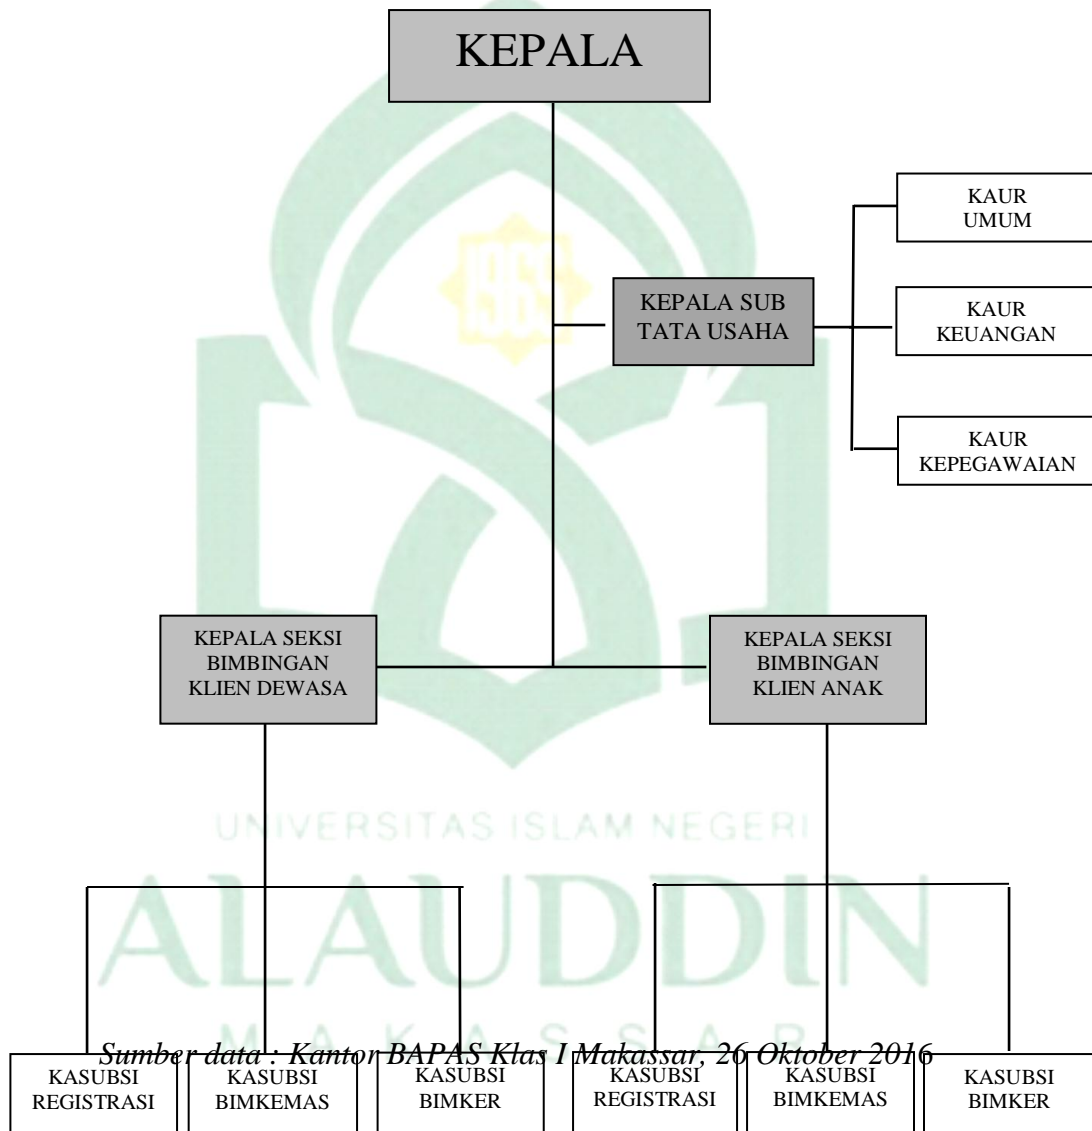 KEPALA
KAUR
UMUM
KEPALA SUB
TATA USAHA
KAUR
KEUANGAN
KAUR
KEPEGAWAIAN
1965
KEPALA SEKSI
BIMBINGAN
KLIEN DEWASA
KEPALA SEKSI
BIMBINGAN
KLIEN ANAK
UNIVERSITAS ISLAM NEGERI
ALAUDDIN
MAKASSAR
Sumber data : Kantor BAPAS Klas I Makassar, 26 Oktober 2016
KASUBSI
REGISTRASI
KASUBSI
BIMKEMAS
KASUBSI
BIMKER
KASUBSI
REGISTRASI
KASUBSI
BIMKEMAS
KASUBSI
BIMKER